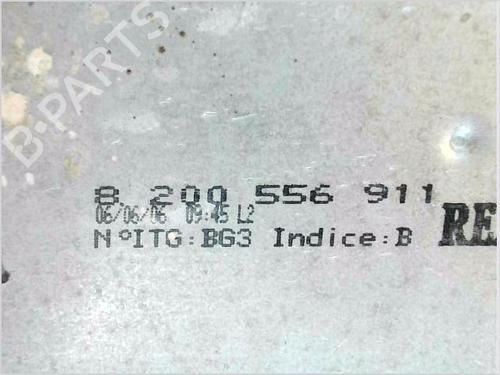 B-PARTS
8 200 556 911
06/06/06 09:45 L2
N°ITG:BG3 Indice:B
RE